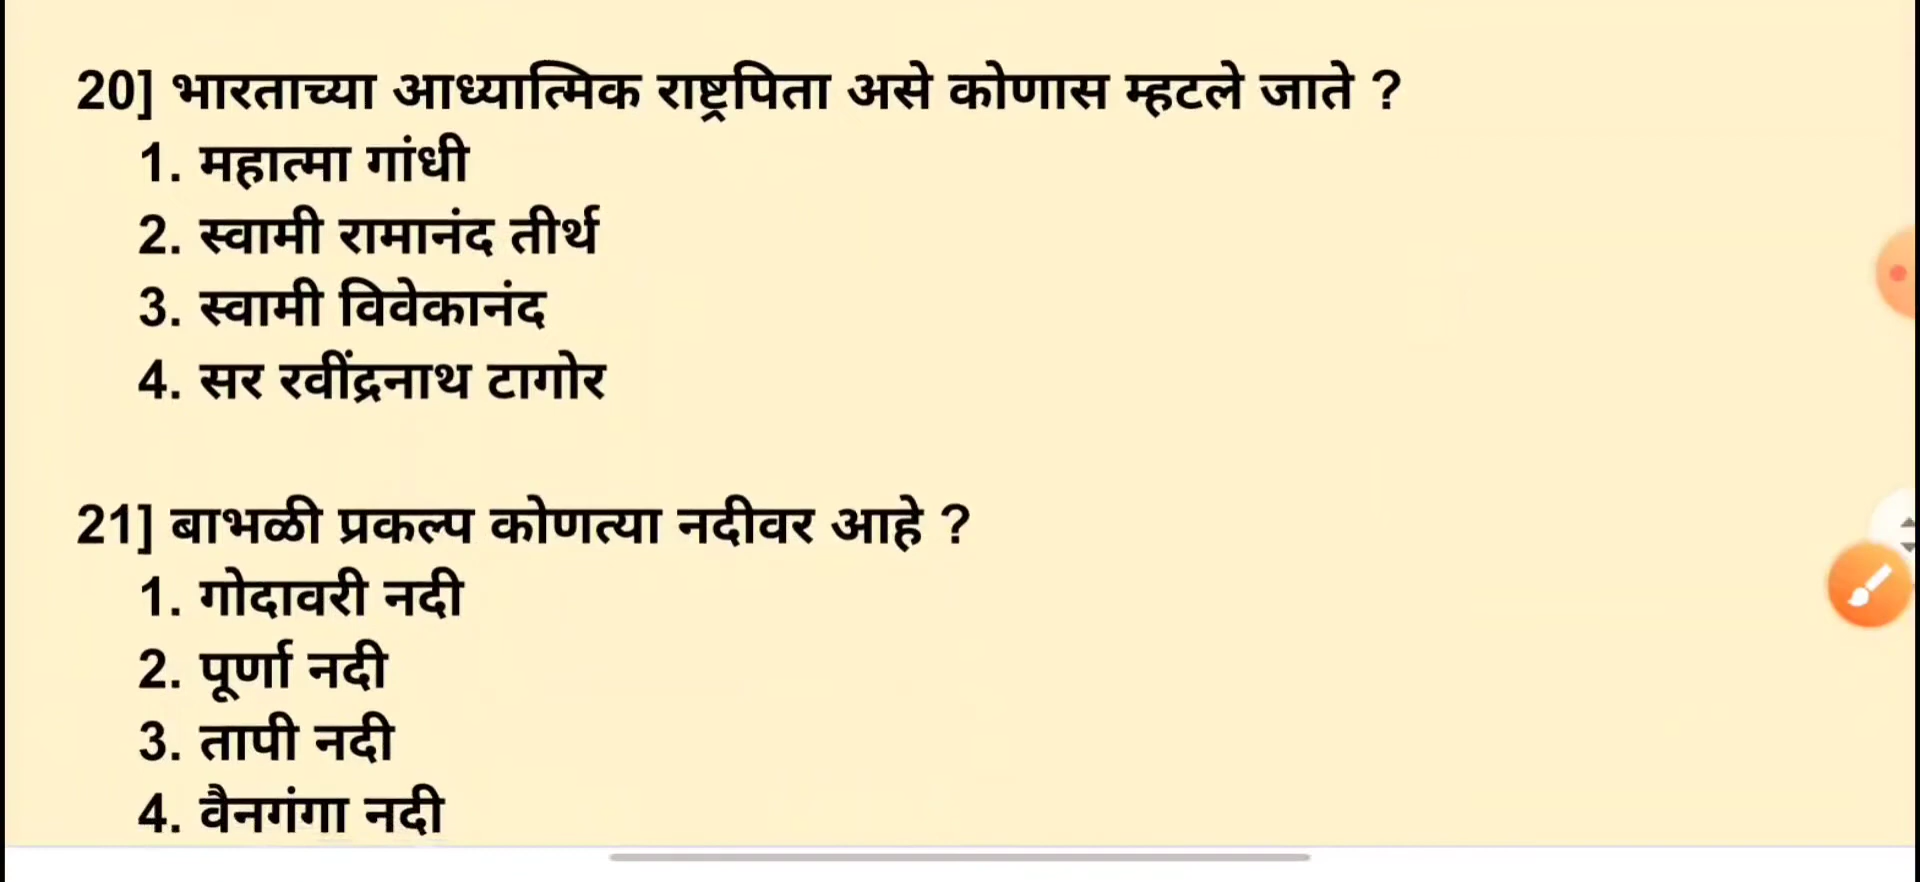 20] भारताच्या आध्यात्मिक राष्ट्रपिता असे कोणास म्हटले जाते ?
1. महात्मा गांधी
2. स्वामी रामानंद तीर्थ
3. स्वामी विवेकानंद
4. सर रवींद्रनाथ टागोर
21] बाभळी प्रकल्प कोणत्या नदीवर आहे ?
1. गोदावरी नदी
2. पूर्णा नदी
3. तापी नदी
4. वैनगंगा नदी